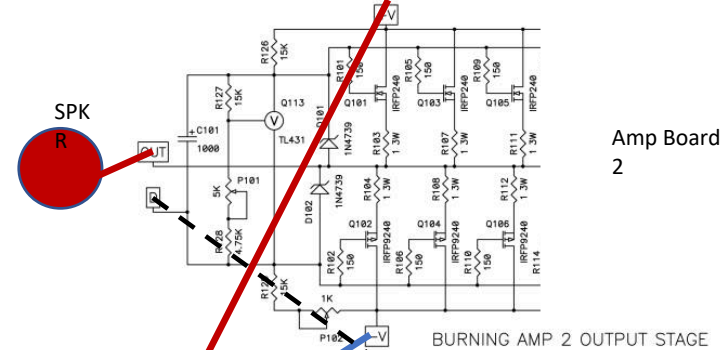 -V
R126
15K
R101
150
R105
150
R109
150
R127
15K
Q113
Q101
IRFP240
Q103
IRFP240
Q105
IRFP240
SPK
R
C101
1000
V
TL431
D101
1N4739
R103
1 3W
R107
1 3W
R111
1 3W
Amp Board
2
OUT
P101
5K
D102
1N4739
R104
1 3W
R108
1 3W
R112
1 3W
4.75K
Q102
IRFP9240
Q104
IRFP9240
Q106
IRFP9240
R102
150
R106
150
R110
150
R114
15K
1K
P102
-V
BURNING AMP 2 OUTPUT STAGE